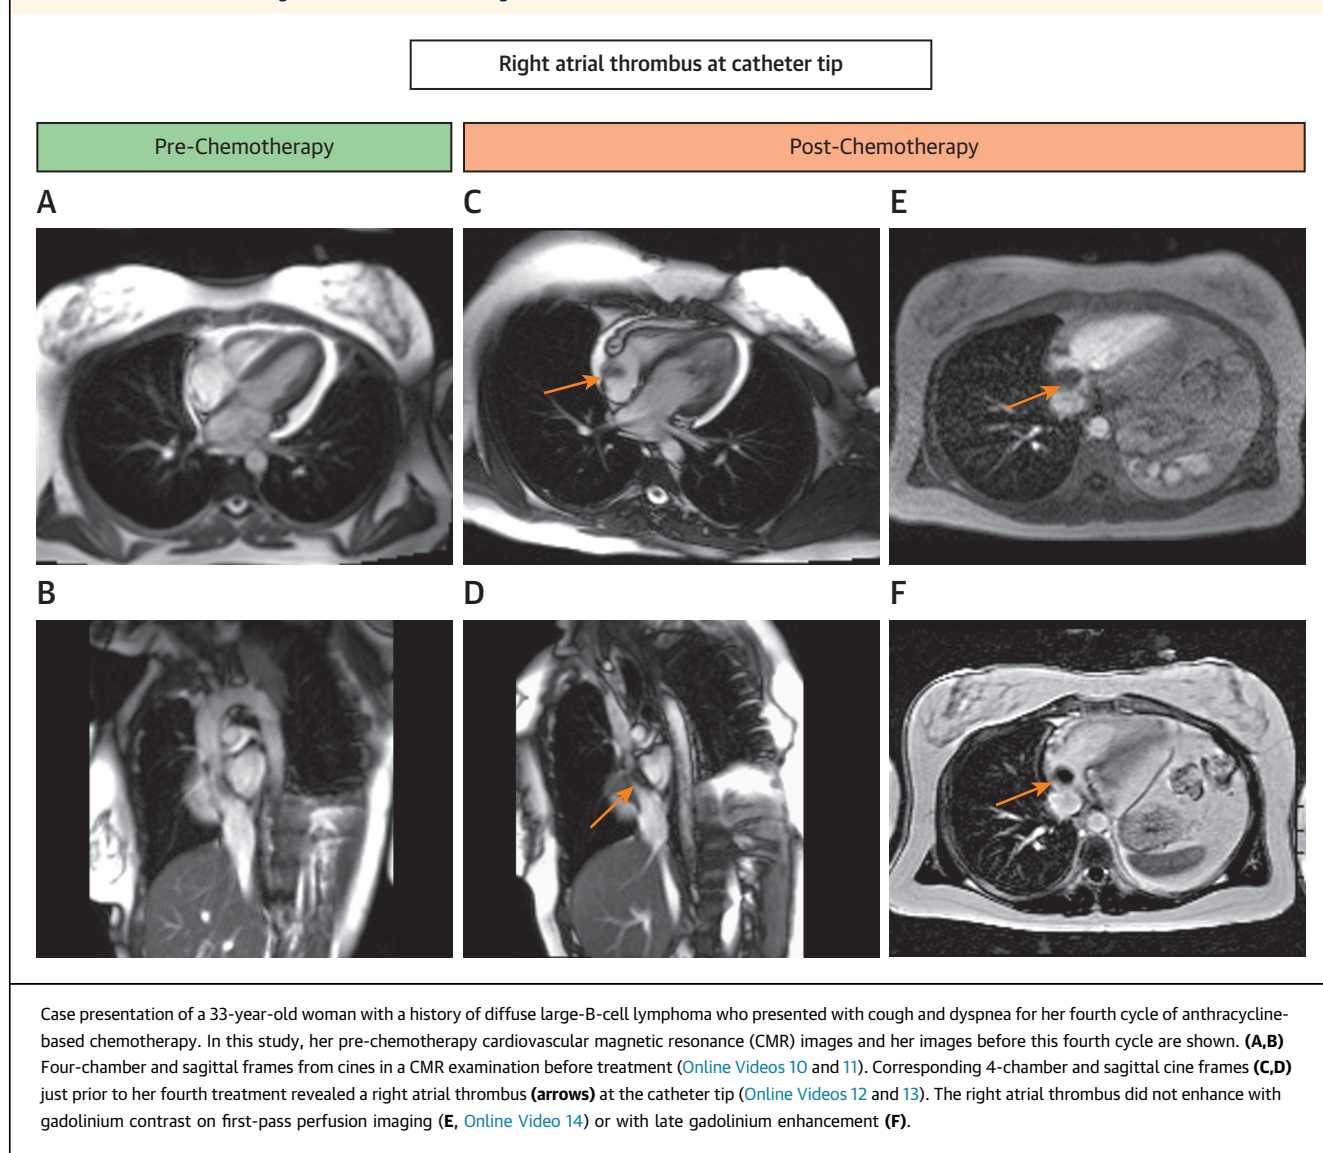 Right atrial thrombus at catheter tip
Pre-Chemotherapy
Post-Chemotherapy
A
C
E
B
D
F
Case presentation of a 33-year-old woman with a history of diffuse large-B-cell lymphoma who presented with cough and dyspnea for her fourth cycle of anthracycline-
based chemotherapy. In this study, her pre-chemotherapy cardiovascular magnetic resonance (CMR) images and her images before this fourth cycle are shown. (A,B)
Four-chamber and sagittal frames from cines in a CMR examination before treatment (Online Videos 10 and 11). Corresponding 4-chamber and sagittal cine frames (C,D)
just prior to her fourth treatment revealed a right atrial thrombus (arrows) at the catheter tip (Online Videos 12 and 13). The right atrial thrombus did not enhance with
gadolinium contrast on first-pass perfusion imaging (E, Online Video 14) or with late gadolinium enhancement (F).